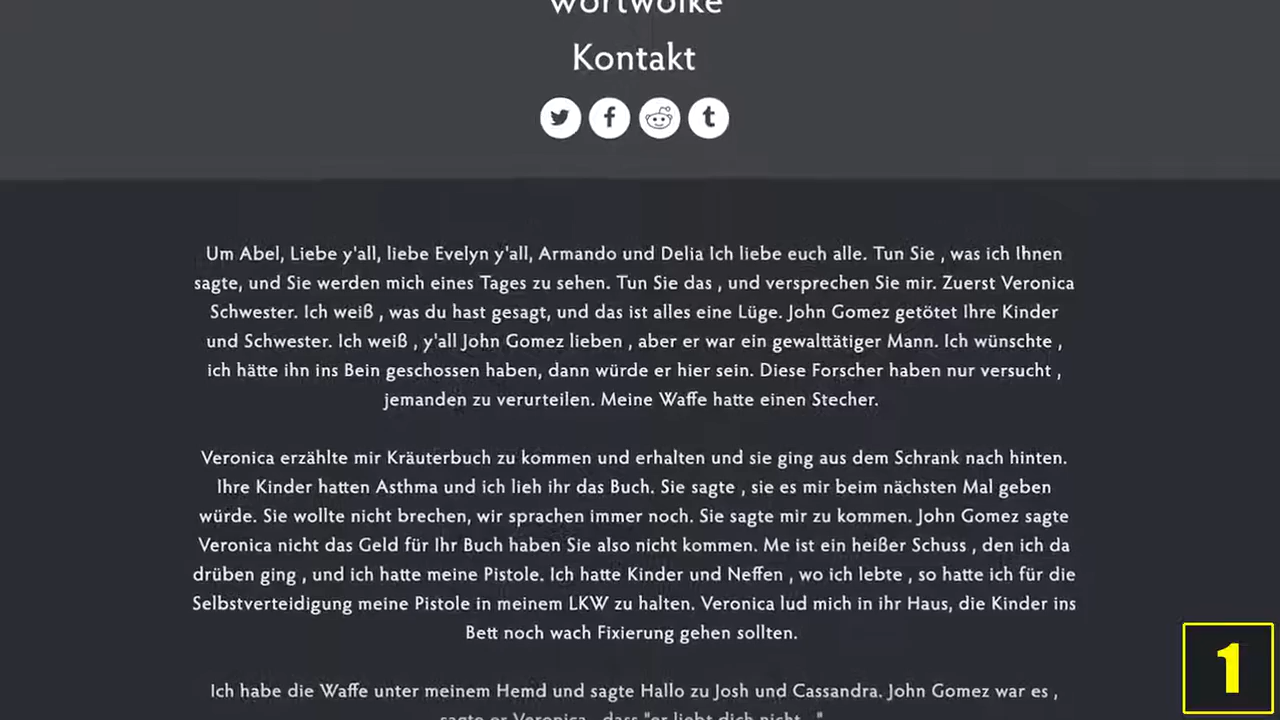 Wortwolke
Kontakt
Um Abel, Liebe y'all, liebe Evelyn y'all, Armando und Delia Ich liebe euch alle. Tun Sie , was ich Ihnen
sagte, und Sie werden mich eines Tages zu sehen. Tun Sie das , und versprechen Sie mir. Zuerst Veronica
Schwester. Ich weiß , was du hast gesagt, und das ist alles eine Lüge. John Gomez getötet Ihre Kinder
und Schwester. Ich weiß , y'all John Gomez lieben , aber er war ein gewalttätiger Mann. Ich wünschte ,
ich hätte ihn ins Bein geschossen haben, dann würde er hier sein. Diese Forscher haben nur versucht ,
jemanden zu verurteilen. Meine Waffe hatte einen Stecher.
Veronica erzählte mir Kräuterbuch zu kommen und erhalten und sie ging aus dem Schrank nach hinten.
Ihre Kinder hatten Asthma und ich lieh ihr das Buch. Sie sagte , sie es mir beim nächsten Mal geben
würde. Sie wollte nicht brechen, wir sprachen immer noch. Sie sagte mir zu kommen. John Gomez sagte
Veronica nicht das Geld für Ihr Buch haben Sie also nicht kommen. Me ist ein heißer Schuss , den ich da
drüben ging , und ich hatte meine Pistole. Ich hatte Kinder und Neffen , wo ich lebte , so hatte ich für die
Selbstverteidigung meine Pistole in meinem LKW zu halten. Veronica lud mich in ihr Haus, die Kinder ins
Bett noch wach Fixierung gehen sollten.
Ich habe die Waffe unter meinem Hemd und sagte Hallo zu Josh und Cassandra. John Gomez war es ,
sagte er Veronica , dass "er liebt dich nicht . "
1